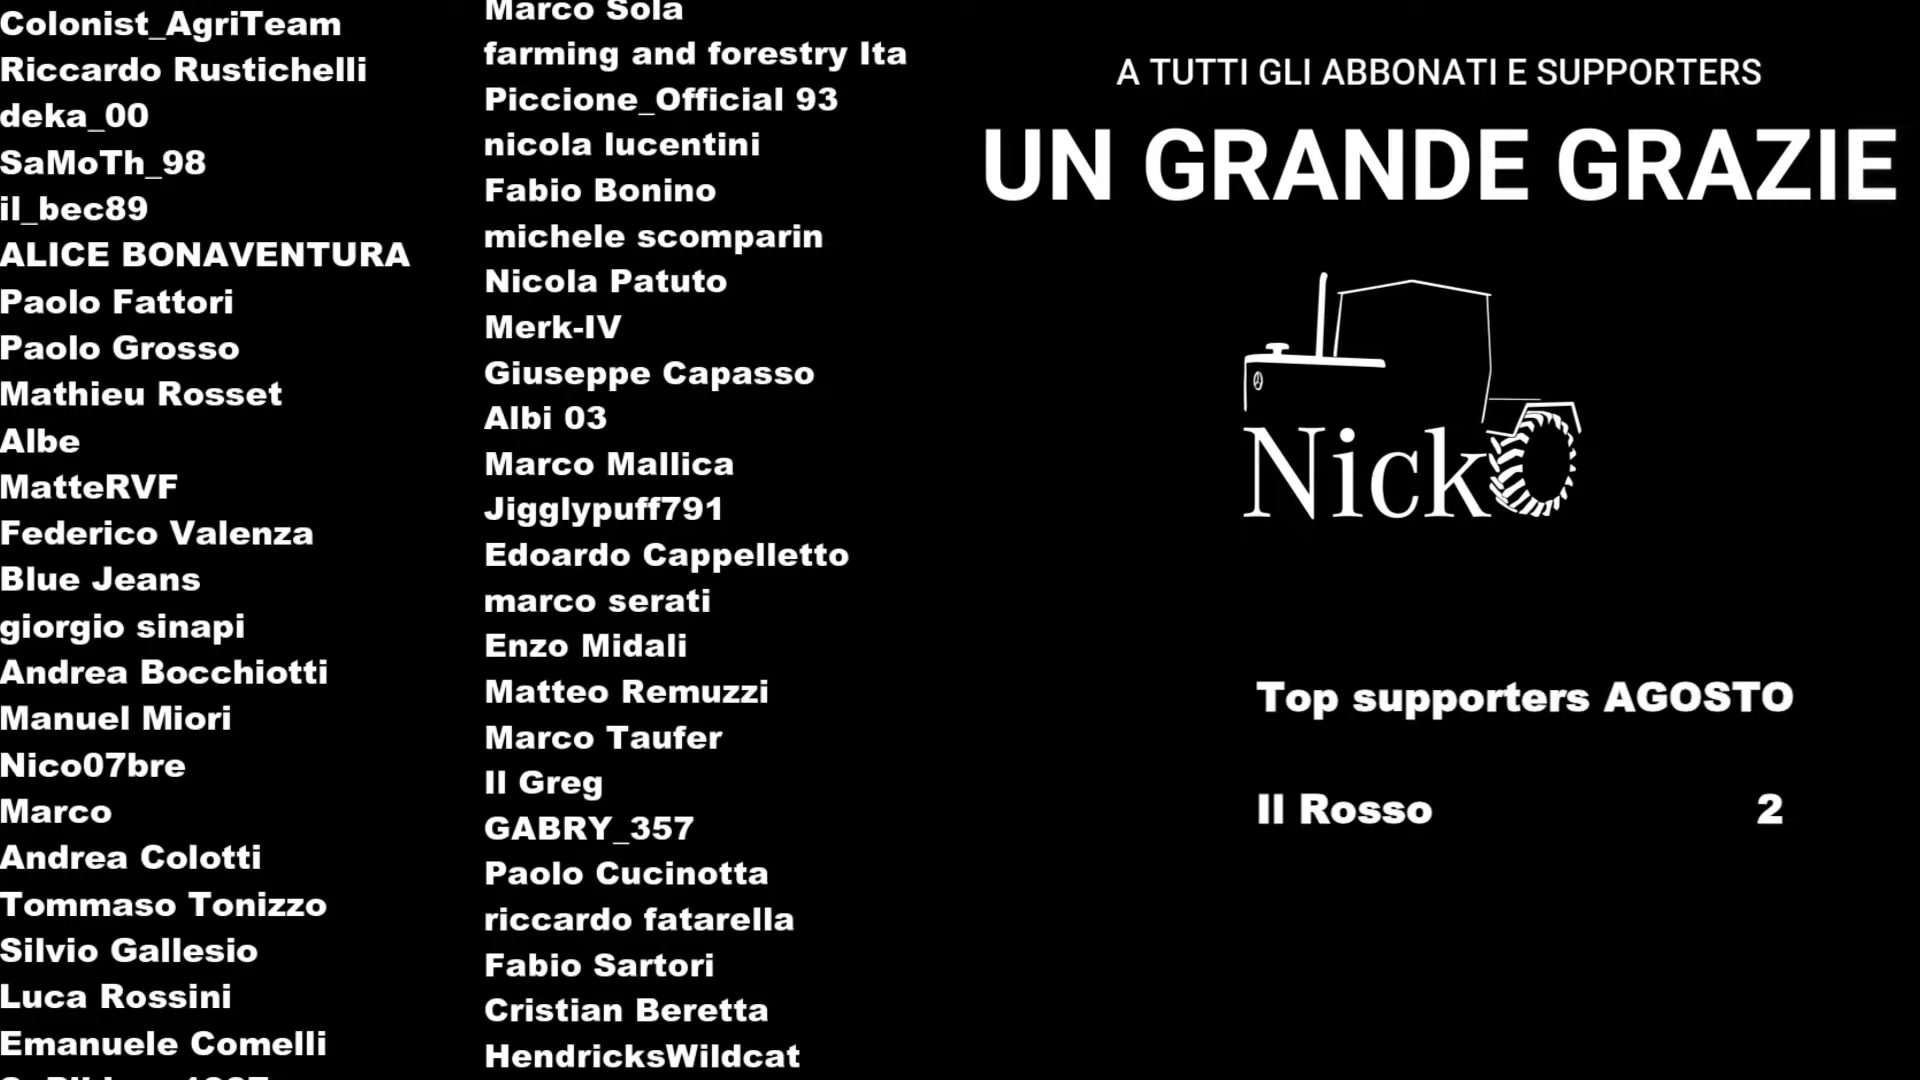 Colonist_AgriTeam
Riccardo Rustichelli
deka_00
SaMoTh_98
il_bec89
ALICE BONAVENTURA
Paolo Fattori
Paolo Grosso
Mathieu Rosset
Albe
MatteRVF
Federico Valenza
Blue Jeans
giorgio sinapi
Andrea Bocchiotti
Manuel Miori
Nico07bre
Marco
Andrea Colotti
Tommaso Tonizzo
Silvio Gallesio
Luca Rossini
Emanuele Comelli
Marco Sola
farming and forestry Ita
Piccione_Official 93
nicola lucentini
Fabio Bonino
michele scomparin
Nicola Patuto
Merk-IV
Giuseppe Capasso
Albi 03
Marco Mallica
Jigglypuff791
Edoardo Cappelletto
marco serati
Enzo Midali
Matteo Remuzzi
Marco Taufer
Il Greg
GABRY_357
Paolo Cucinotta
riccardo fatarella
Fabio Sartori
Cristian Beretta
HendricksWildcat
A TUTTI GLI ABBONATI E SUPPORTERS
UN GRANDE GRAZIE
Nicko
Top supporters AGOSTO
Il Rosso 2